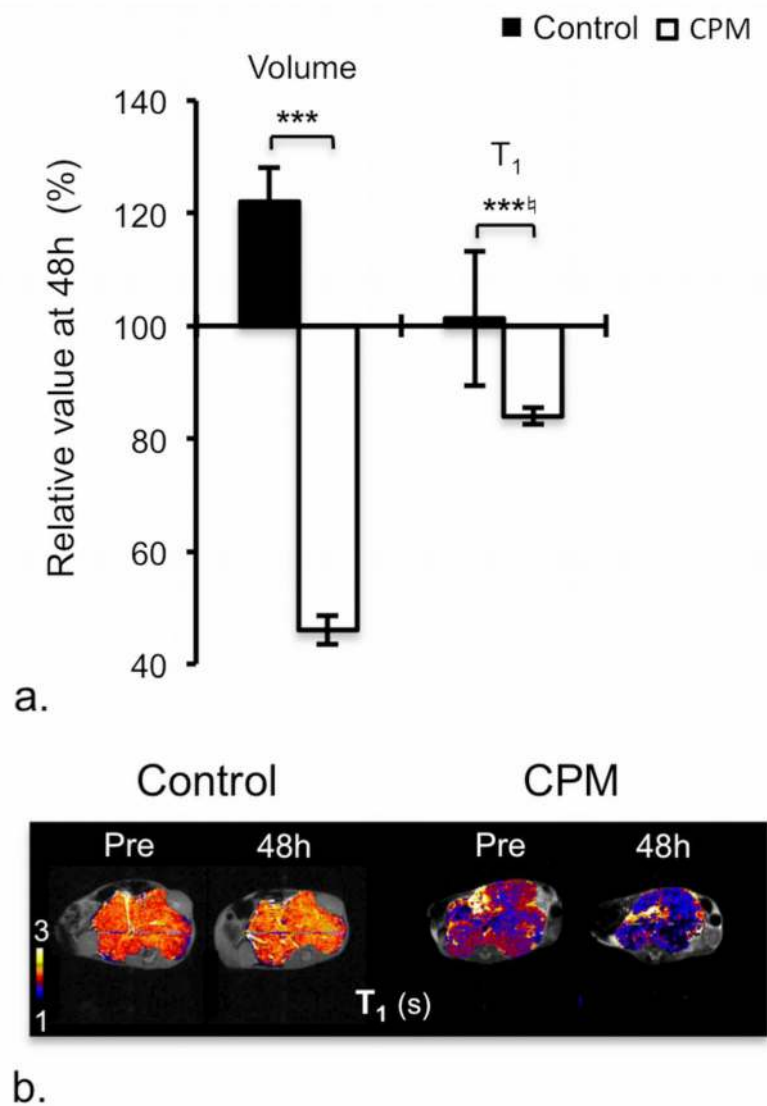 ■ Control □ CPM
Volume
***
T₁
***♮
Relative value at 48h (%)
140
120
100
80
60
40
a.
Control CPM
Pre 48h Pre 48h
3
1
T₁ (s)
b.